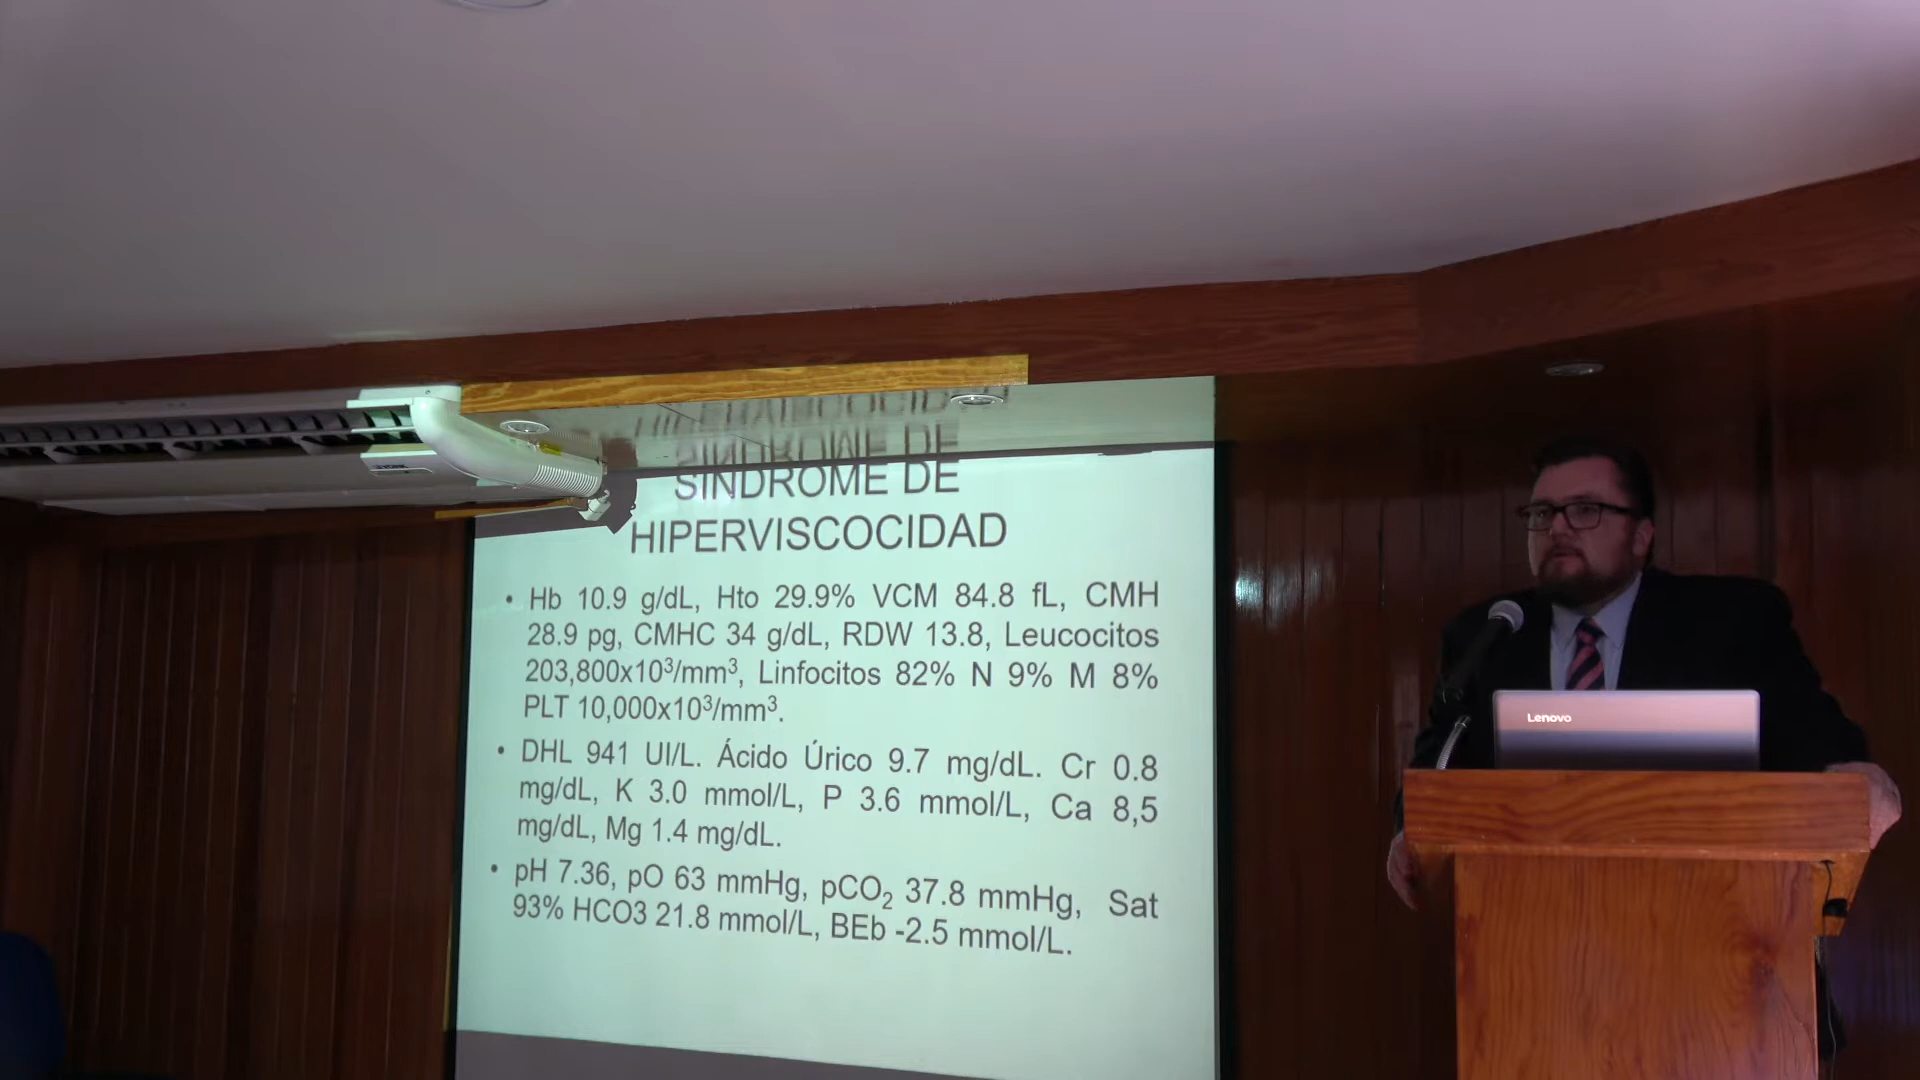 SÍNDROME DE
HIPERVISCOCIDAD
• Hb 10.9 g/dL, Hto 29.9% VCM 84.8 fL, CMH
28.9 pg, CMHC 34 g/dL, RDW 13.8, Leucocitos
203,800x10³/mm³, Linfocitos 82% N 9% M 8%
PLT 10,000x10³/mm³.
• DHL 941 UI/L. Ácido Úrico 9.7 mg/dL. Cr 0.8
mg/dL, K 3.0 mmol/L, P 3.6 mmol/L, Ca 8,5
mg/dL, Mg 1.4 mg/dL.
• pH 7.36, pO 63 mmHg, pCO₂ 37.8 mmHg, Sat
93% HCO3 21.8 mmol/L, BEb -2.5 mmol/L.
Lenovo